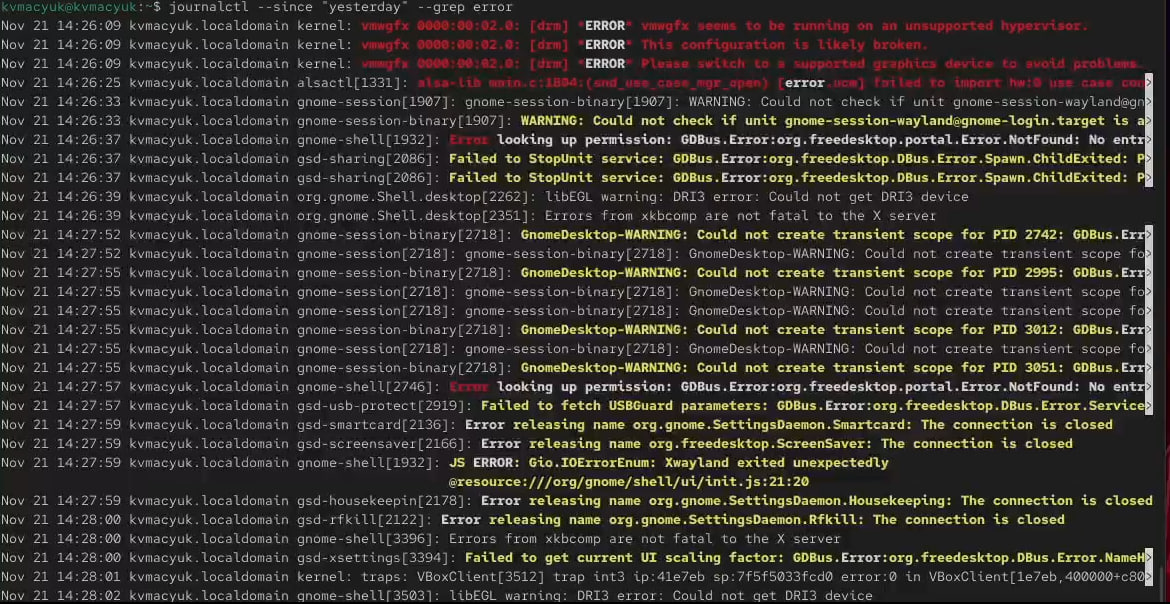 kvmacyuk@kvmacyuk:~$ journalctl --since "yesterday" --grep error
Nov 21 14:26:09 kvmacyuk.localdomain kernel: vmwgfx 0000:00:02.0: [drm] *ERROR* vmwgfx seems to be running on an unsupported hypervisor.
Nov 21 14:26:09 kvmacyuk.localdomain kernel: vmwgfx 0000:00:02.0: [drm] *ERROR* This configuration is likely broken.
Nov 21 14:26:09 kvmacyuk.localdomain kernel: vmwgfx 0000:00:02.0: [drm] *ERROR* Please switch to a supported graphics device to avoid problems.
Nov 21 14:26:25 kvmacyuk.localdomain alsactl[1331]: alsa-lib main.c:1804:(snd_use_case_mgr_open) [error.ucm] failed to import hw:0 use case con>
Nov 21 14:26:33 kvmacyuk.localdomain gnome-session[1907]: gnome-session-binary[1907]: WARNING: Could not check if unit gnome-session-wayland@gn>
Nov 21 14:26:33 kvmacyuk.localdomain gnome-session-binary[1907]: WARNING: Could not check if unit gnome-session-wayland@gnome-login.target is a>
Nov 21 14:26:37 kvmacyuk.localdomain gnome-shell[1932]: Error looking up permission: GDBus.Error:org.freedesktop.portal.Error.NotFound: No entr>
Nov 21 14:26:37 kvmacyuk.localdomain gsd-sharing[2086]: Failed to StopUnit service: GDBus.Error:org.freedesktop.DBus.Error.Spawn.ChildExited: P>
Nov 21 14:26:37 kvmacyuk.localdomain gsd-sharing[2086]: Failed to StopUnit service: GDBus.Error:org.freedesktop.DBus.Error.Spawn.ChildExited: P>
Nov 21 14:26:39 kvmacyuk.localdomain org.gnome.Shell.desktop[2262]: libEGL warning: DRI3 error: Could not get DRI3 device
Nov 21 14:26:39 kvmacyuk.localdomain org.gnome.Shell.desktop[2351]: Errors from xkbcomp are not fatal to the X server
Nov 21 14:27:52 kvmacyuk.localdomain gnome-session-binary[2718]: GnomeDesktop-WARNING: Could not create transient scope for PID 2742: GDBus.Err>
Nov 21 14:27:52 kvmacyuk.localdomain gnome-session[2718]: gnome-session-binary[2718]: GnomeDesktop-WARNING: Could not create transient scope fo>
Nov 21 14:27:55 kvmacyuk.localdomain gnome-session-binary[2718]: GnomeDesktop-WARNING: Could not create transient scope for PID 2995: GDBus.Err>
Nov 21 14:27:55 kvmacyuk.localdomain gnome-session[2718]: gnome-session-binary[2718]: GnomeDesktop-WARNING: Could not create transient scope fo>
Nov 21 14:27:55 kvmacyuk.localdomain gnome-session[2718]: gnome-session-binary[2718]: GnomeDesktop-WARNING: Could not create transient scope fo>
Nov 21 14:27:55 kvmacyuk.localdomain gnome-session-binary[2718]: GnomeDesktop-WARNING: Could not create transient scope for PID 3012: GDBus.Err>
Nov 21 14:27:55 kvmacyuk.localdomain gnome-session[2718]: gnome-session-binary[2718]: GnomeDesktop-WARNING: Could not create transient scope fo>
Nov 21 14:27:55 kvmacyuk.localdomain gnome-session-binary[2718]: GnomeDesktop-WARNING: Could not create transient scope for PID 3051: GDBus.Err>
Nov 21 14:27:57 kvmacyuk.localdomain gnome-shell[2746]: Error looking up permission: GDBus.Error:org.freedesktop.portal.Error.NotFound: No entr>
Nov 21 14:27:57 kvmacyuk.localdomain gsd-usb-protect[2919]: Failed to fetch USBGuard parameters: GDBus.Error:org.freedesktop.DBus.Error.Service>
Nov 21 14:27:59 kvmacyuk.localdomain gsd-smartcard[2136]: Error releasing name org.gnome.SettingsDaemon.Smartcard: The connection is closed
Nov 21 14:27:59 kvmacyuk.localdomain gsd-screensaver[2166]: Error releasing name org.freedesktop.ScreenSaver: The connection is closed
Nov 21 14:27:59 kvmacyuk.localdomain gnome-shell[1932]: JS ERROR: Gio.IOErrorEnum: Xwayland exited unexpectedly
@resource:///org/gnome/shell/ui/init.js:21:20
Nov 21 14:27:59 kvmacyuk.localdomain gsd-housekeepin[2178]: Error releasing name org.gnome.SettingsDaemon.Housekeeping: The connection is closed
Nov 21 14:28:00 kvmacyuk.localdomain gsd-rfkill[2122]: Error releasing name org.gnome.SettingsDaemon.Rfkill: The connection is closed
Nov 21 14:28:00 kvmacyuk.localdomain gnome-shell[3396]: Errors from xkbcomp are not fatal to the X server
Nov 21 14:28:00 kvmacyuk.localdomain gsd-xsettings[3394]: Failed to get current UI scaling factor: GDBus.Error:org.freedesktop.DBus.Error.NameH>
Nov 21 14:28:01 kvmacyuk.localdomain kernel: traps: VBoxClient[3512] trap int3 ip:41e7eb sp:7f5f5033fcd0 error:0 in VBoxClient[1e7eb,400000+c80>
Nov 21 14:28:02 kvmacyuk.localdomain gnome-shell[3503]: libEGL warning: DRI3 error: Could not get DRI3 device